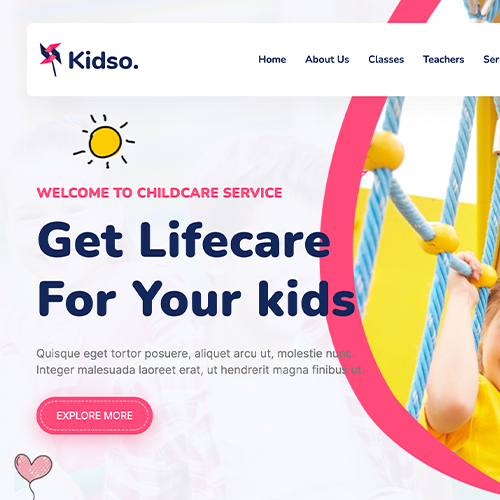 Kidso.
Home About Us Classes Teachers Ser
WELCOME TO CHILDCARE SERVICE
Get Lifecare
For Your kids
Quisque eget tortor posuere, aliquet arcu ut, molestie nunc.
Integer malesuada laoreet erat, ut hendrerit magna finibus ut.
EXPLORE MORE